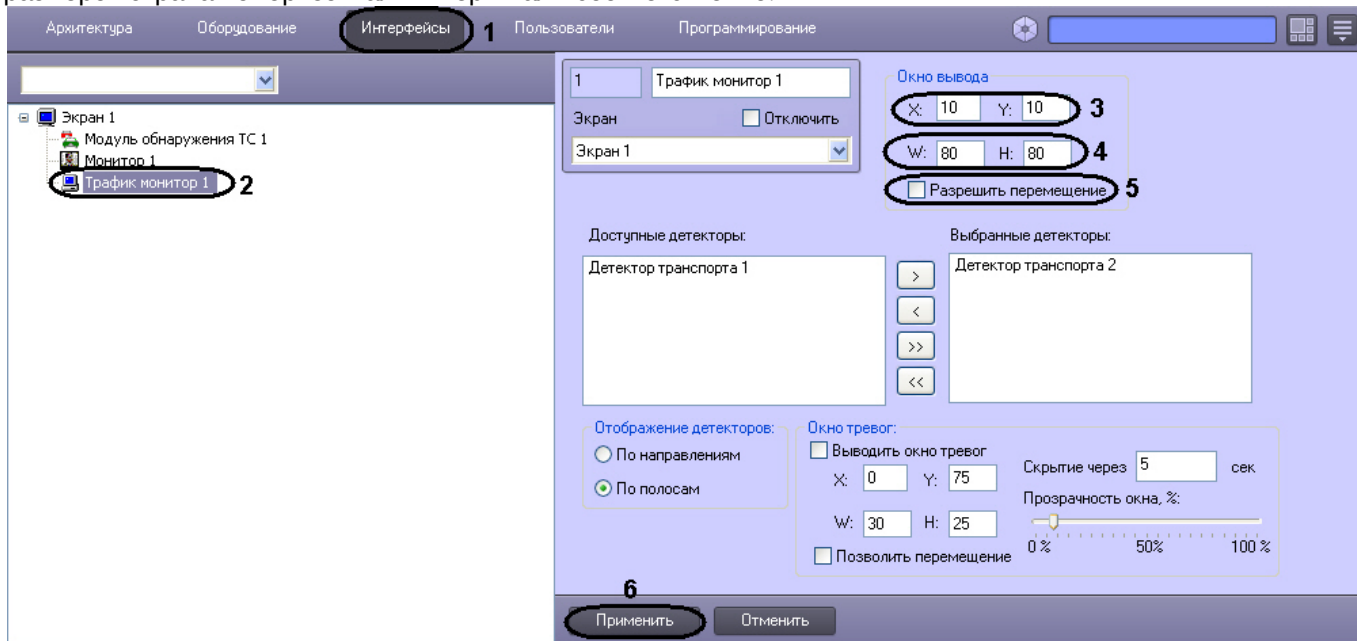 Архитектура Оборудование Интерфейсы 1 Пользователи Программирование
Экран 1
Модуль обнаружения ТС 1
Монитор 1
Трафик монитор 1 2
1 Трафик монитор 1
Экран Отключить
Экран 1
Окно вывода
X: 10 Y: 10 3
W: 80 H: 80 4
Разрешить перемещение 5
Доступные детекторы: Выбранные детекторы:
Детектор транспорта 1 > Детектор транспорта 2
<
>>
<<
Отображение детекторов:
По направлениям
По полосам
Окно тревог:
Выводить окно тревог
X: 0 Y: 75
W: 30 H: 25
Позволить перемещение
Скрытие через 5 сек
Прозрачность окна, %:
0 % 50% 100 %
6
Применить Отменить